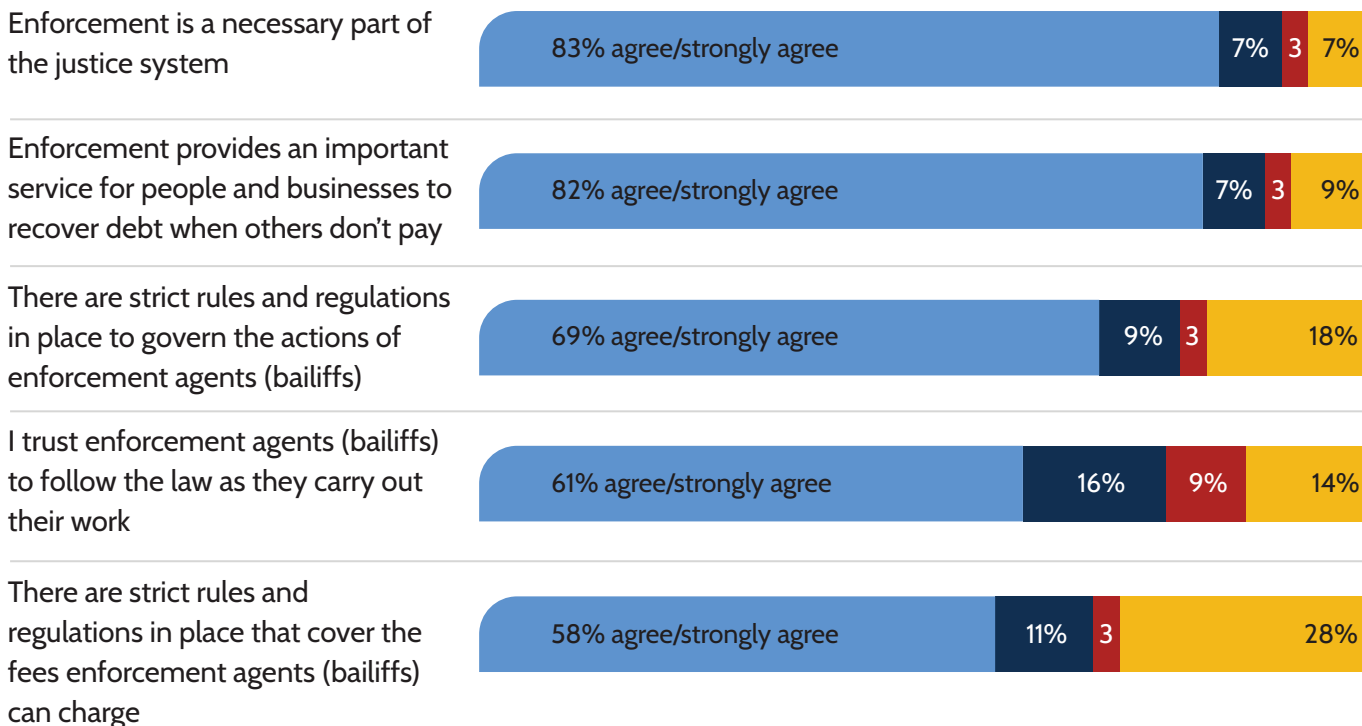 Enforcement is a necessary part of
the justice system
83% agree/strongly agree
7%
3
7%
Enforcement provides an important
service for people and businesses to
recover debt when others don’t pay
82% agree/strongly agree
7%
3
9%
There are strict rules and regulations
in place to govern the actions of
enforcement agents (bailiffs)
69% agree/strongly agree
9%
3
18%
I trust enforcement agents (bailiffs)
to follow the law as they carry out
their work
61% agree/strongly agree
16%
9%
14%
There are strict rules and
regulations in place that cover the
fees enforcement agents (bailiffs)
can charge
58% agree/strongly agree
11%
3
28%